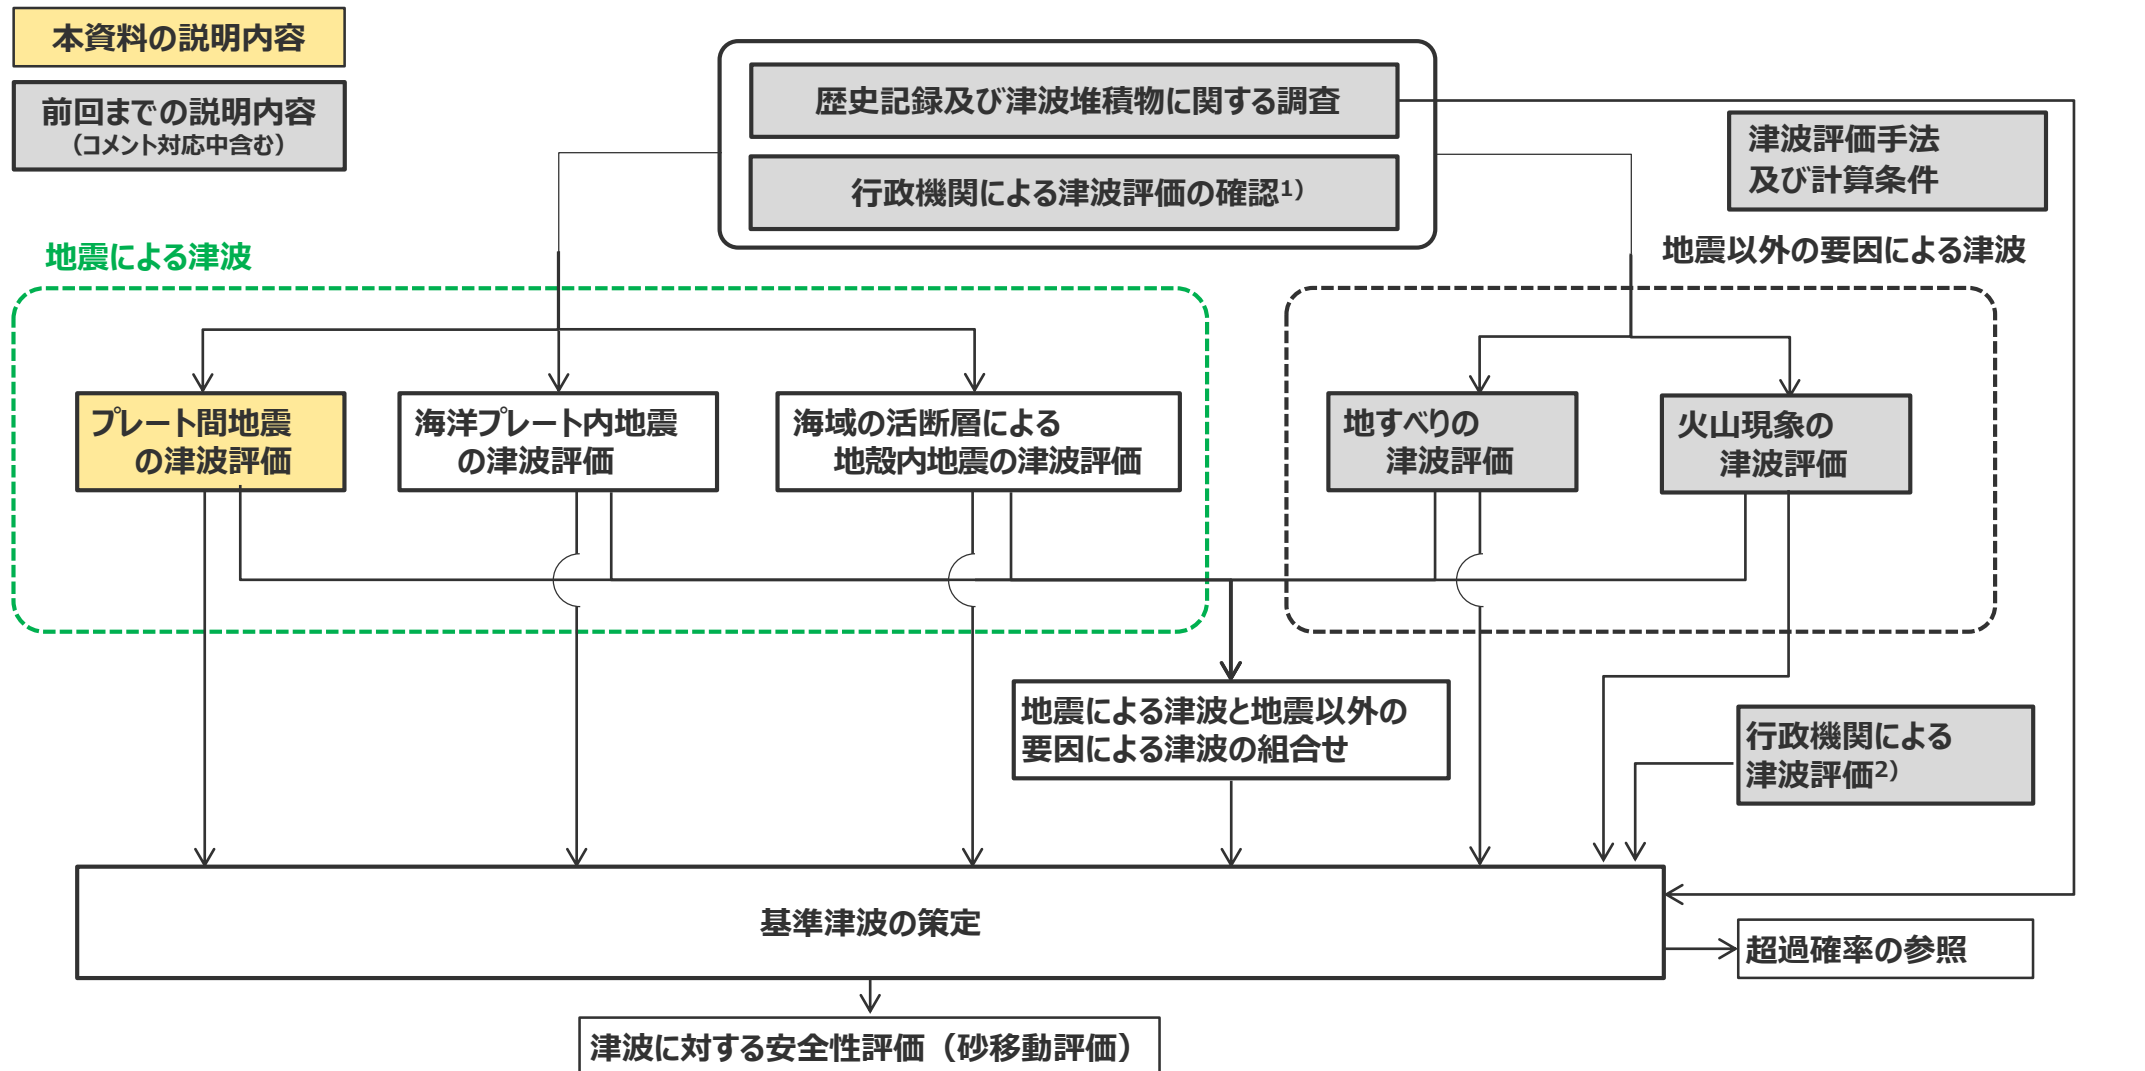 本資料の説明内容
前回までの説明内容
（コメント対応中含む）
歴史記録及び津波堆積物に関する調査
行政機関による津波評価の確認1）
津波評価手法
及び計算条件
地震による津波
地震以外の要因による津波
プレート間地震
の津波評価
海洋プレート内地震
の津波評価
海域の活断層による
地殻内地震の津波評価
地すべりの
津波評価
火山現象の
津波評価
地震による津波と地震以外の
要因による津波の組合せ
行政機関による
津波評価2）
基準津波の策定
超過確率の参照
津波に対する安全性評価（砂移動評価）